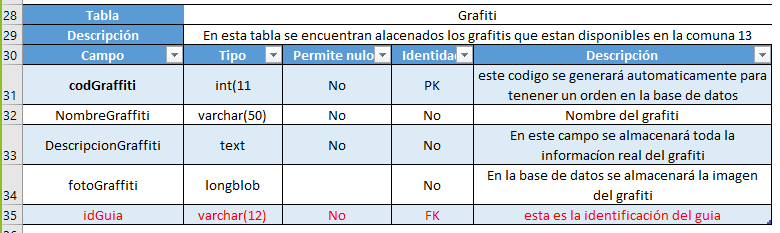 28 Tabla Grafiti
29 Descripción En esta tabla se encuentran alacenados los grafitis que estan disponibles en la comuna 13
30 Campo Tipo Permite nulo Identida Descripción
31 codGraffiti int(11 No PK este codigo se generará automaticamente para
tenener un orden en la base de datos
32 NombreGraffiti varchar(50) No No Nombre del grafiti
33 DescripcionGraffiti text No No En este campo se almacenará toda la
informacíon real del grafiti
34 fotoGraffiti longblob No En la base de datos se almacenará la imagen
del grafiti
35 idGuia varchar(12) No FK esta es la identificación del guia